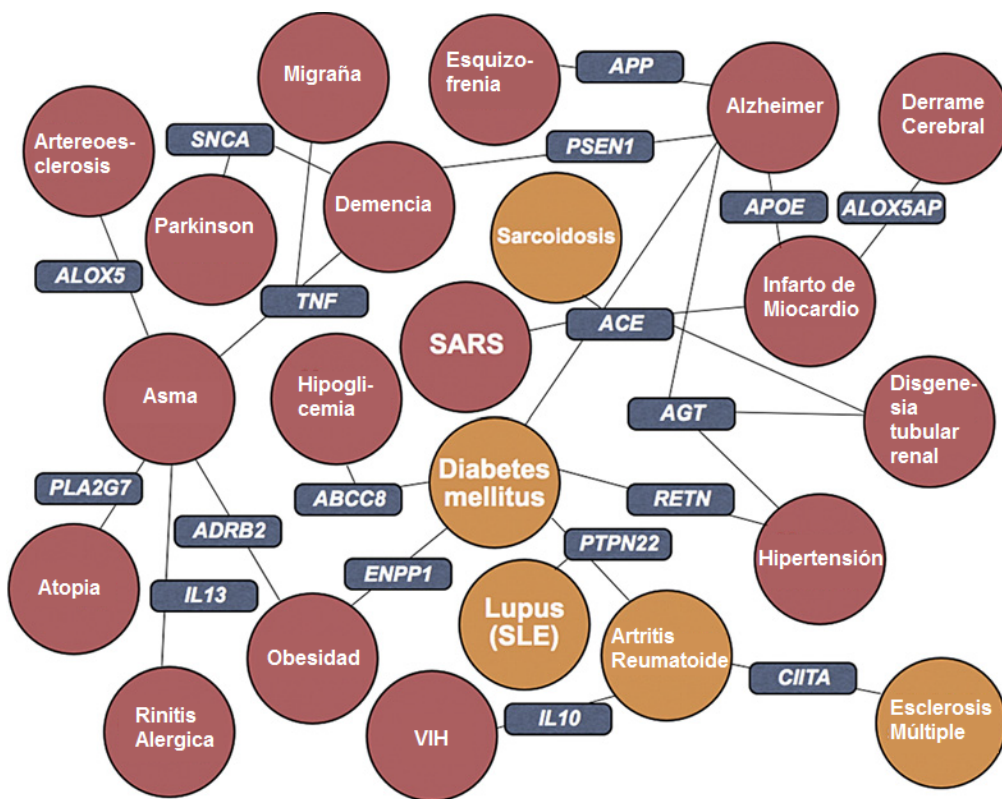 Migraña
Esquizo-
frenia
APP
Alzheimer
Derrame
Cerebral
Artereoes-
clerosis
SNCA
PSEN1
Parkinson
Demencia
Sarcoidosis
APOE
ALOX5AP
ALOX5
TNF
Infarto de
Miocardio
ACE
SARS
Asma
Hipogli-
cemia
AGT
Disgene-
sia
tubular
renal
PLA2G7
ABCC8
Diabetes
mellitus
RETN
ADRB2
PTPN22
Hipertensión
Atopia
IL13
ENPP1
Lupus
(SLE)
Artritis
Reumatoide
Obesidad
CIITA
Rinitis
Alergica
VIH
IL10
Esclerosis
Múltiple